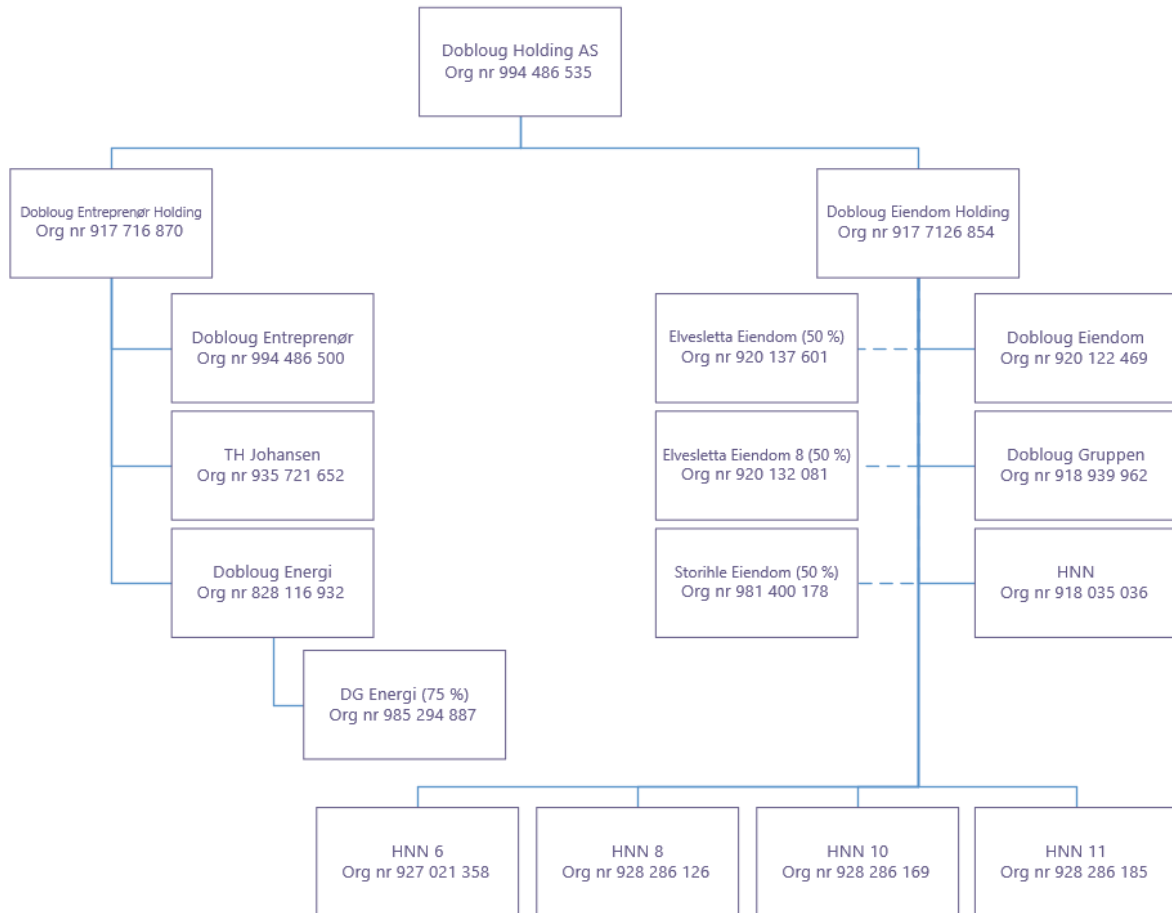 Dobloug Holding AS
Org nr 994 486 535
Dobloug Entreprenør Holding
Org nr 917 716 870
Dobloug Eiendom Holding
Org nr 917 7126 854
Dobloug Entreprenør
Org nr 994 486 500
Elvesletta Eiendom (50 %)
Org nr 920 137 601
Dobloug Eiendom
Org nr 920 122 469
TH Johansen
Org nr 935 721 652
Elvesletta Eiendom 8 (50 %)
Org nr 920 132 081
Dobloug Gruppen
Org nr 918 939 962
Dobloug Energi
Org nr 828 116 932
Storihle Eiendom (50 %)
Org nr 981 400 178
HNN
Org nr 918 035 036
DG Energi (75 %)
Org nr 985 294 887
HNN 6
Org nr 927 021 358
HNN 8
Org nr 928 286 126
HNN 10
Org nr 928 286 169
HNN 11
Org nr 928 286 185